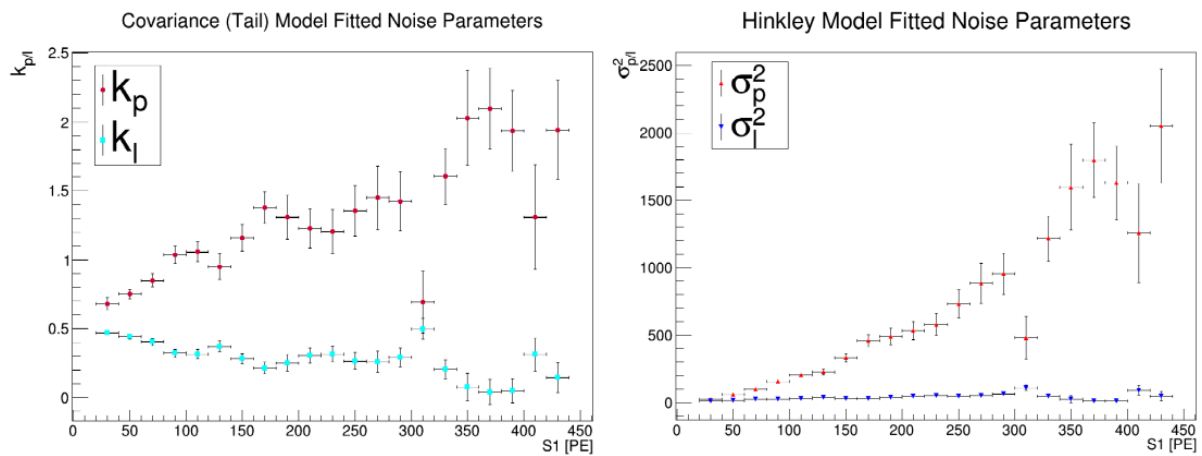 Covariance (Tail) Model Fitted Noise Parameters
k_p/l
2.5
2
1.5
1
0.5
0
k_p
k_l
0 50 100 150 200 250 300 350 400 450
S1 [PE]
Hinkley Model Fitted Noise Parameters
σ²_p/l
2500
2000
1500
1000
500
0
σ²_p
σ²_l
0 50 100 150 200 250 300 350 400 450
S1 [PE]